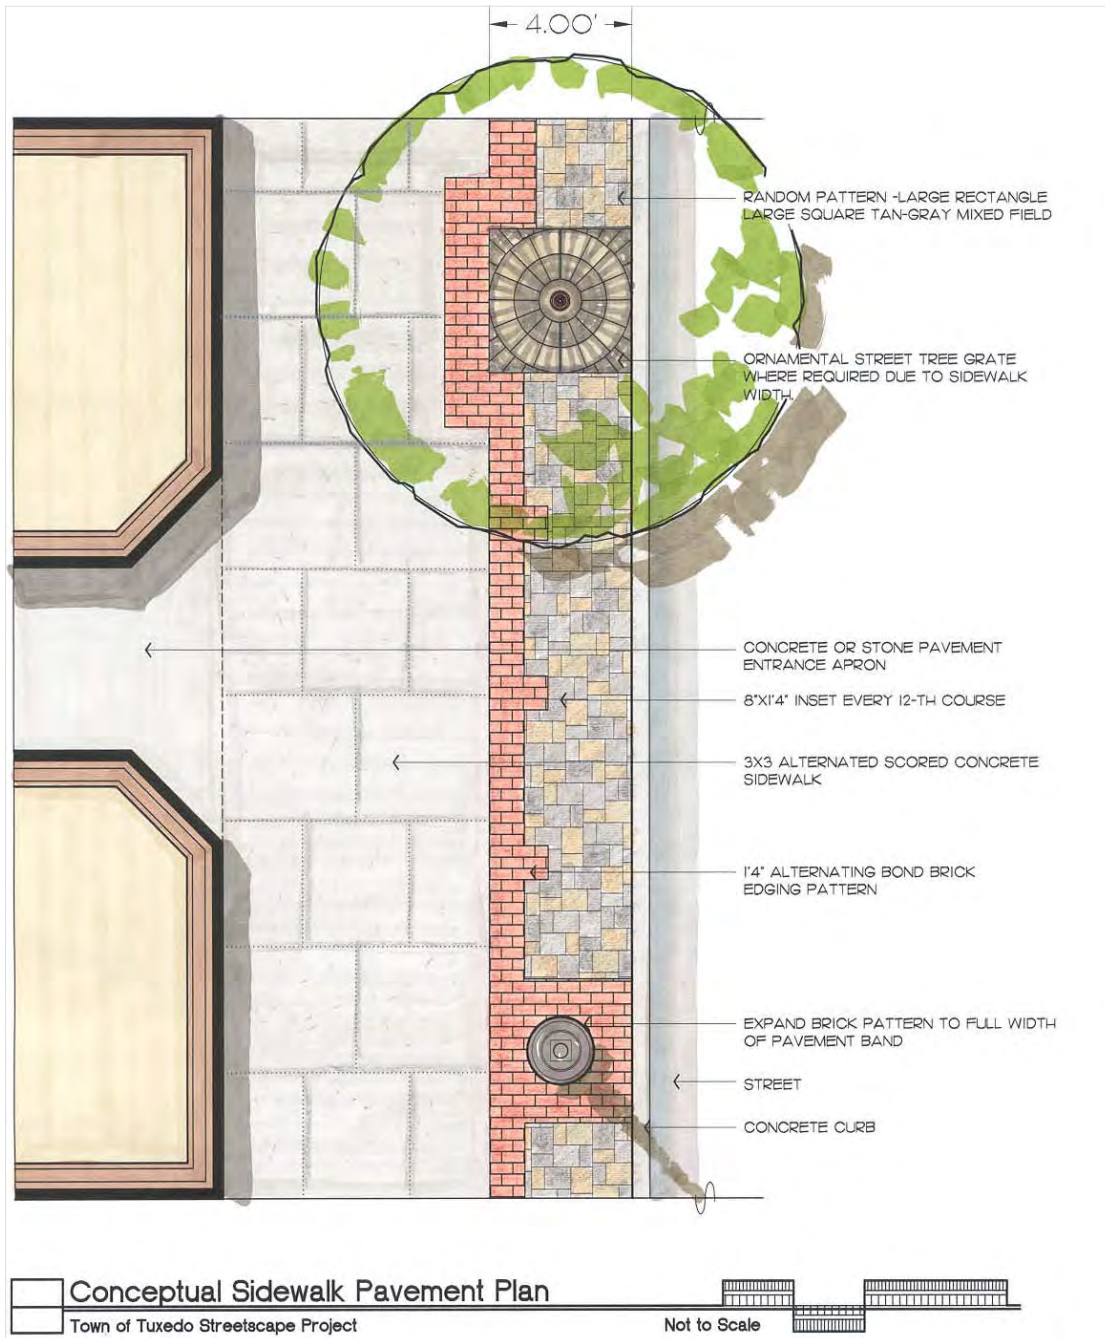 4.00'
RANDOM PATTERN -LARGE RECTANGLE
LARGE SQUARE TAN-GRAY MIXED FIELD
ORNAMENTAL STREET TREE GRATE
WHERE REQUIRED DUE TO SIDEWALK
WIDTH.
CONCRETE OR STONE PAVEMENT
ENTRANCE APRON
8"X1'4" INSET EVERY 12-TH COURSE
3X3 ALTERNATED SCORED CONCRETE
SIDEWALK
1'4" ALTERNATING BOND BRICK
EDGING PATTERN
EXPAND BRICK PATTERN TO FULL WIDTH
OF PAVEMENT BAND
STREET
CONCRETE CURB
Conceptual Sidewalk Pavement Plan
Town of Tuxedo Streetscape Project
Not to Scale